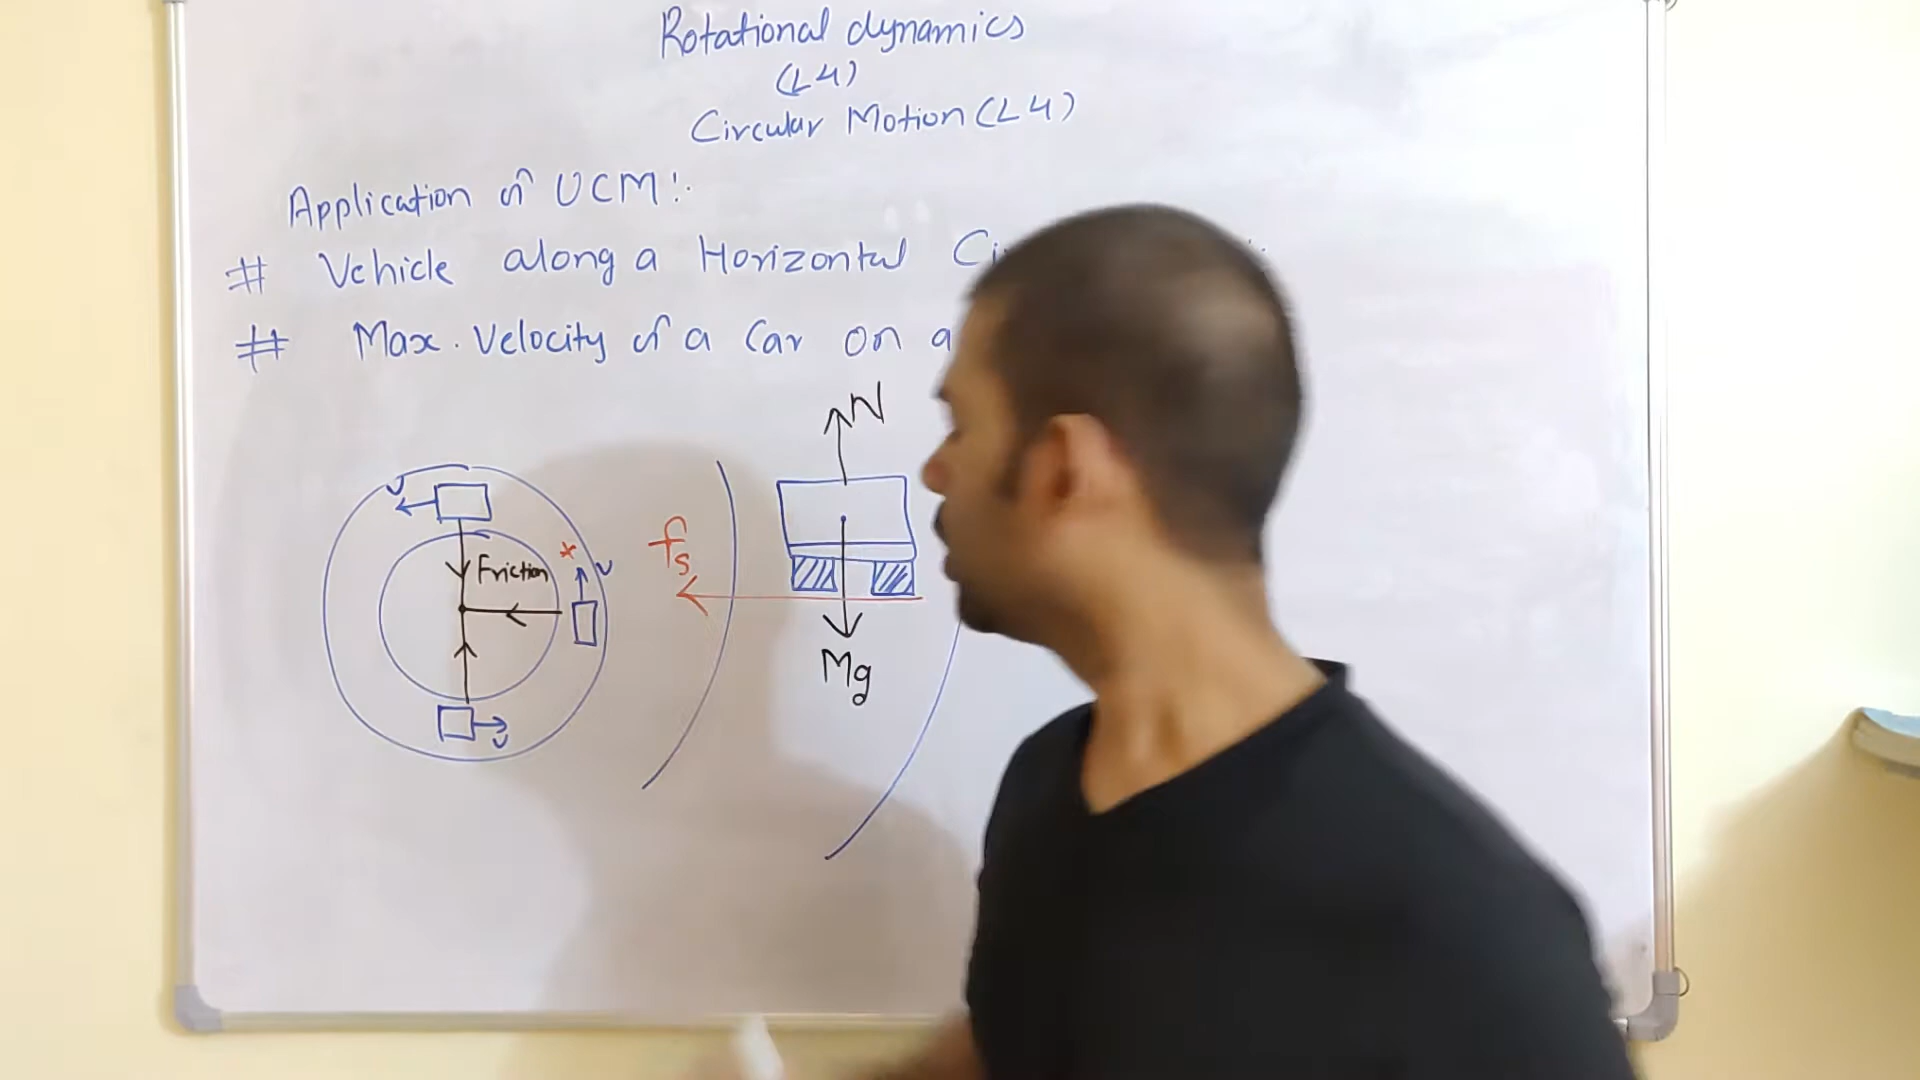 Rotational dynamics
(L4)
Circular Motion (L4)
Application of UCM:
# Vehicle along a Horizontal
# Max. Velocity of a Car on a
N
v
fs
*
v
Friction
Mg
v